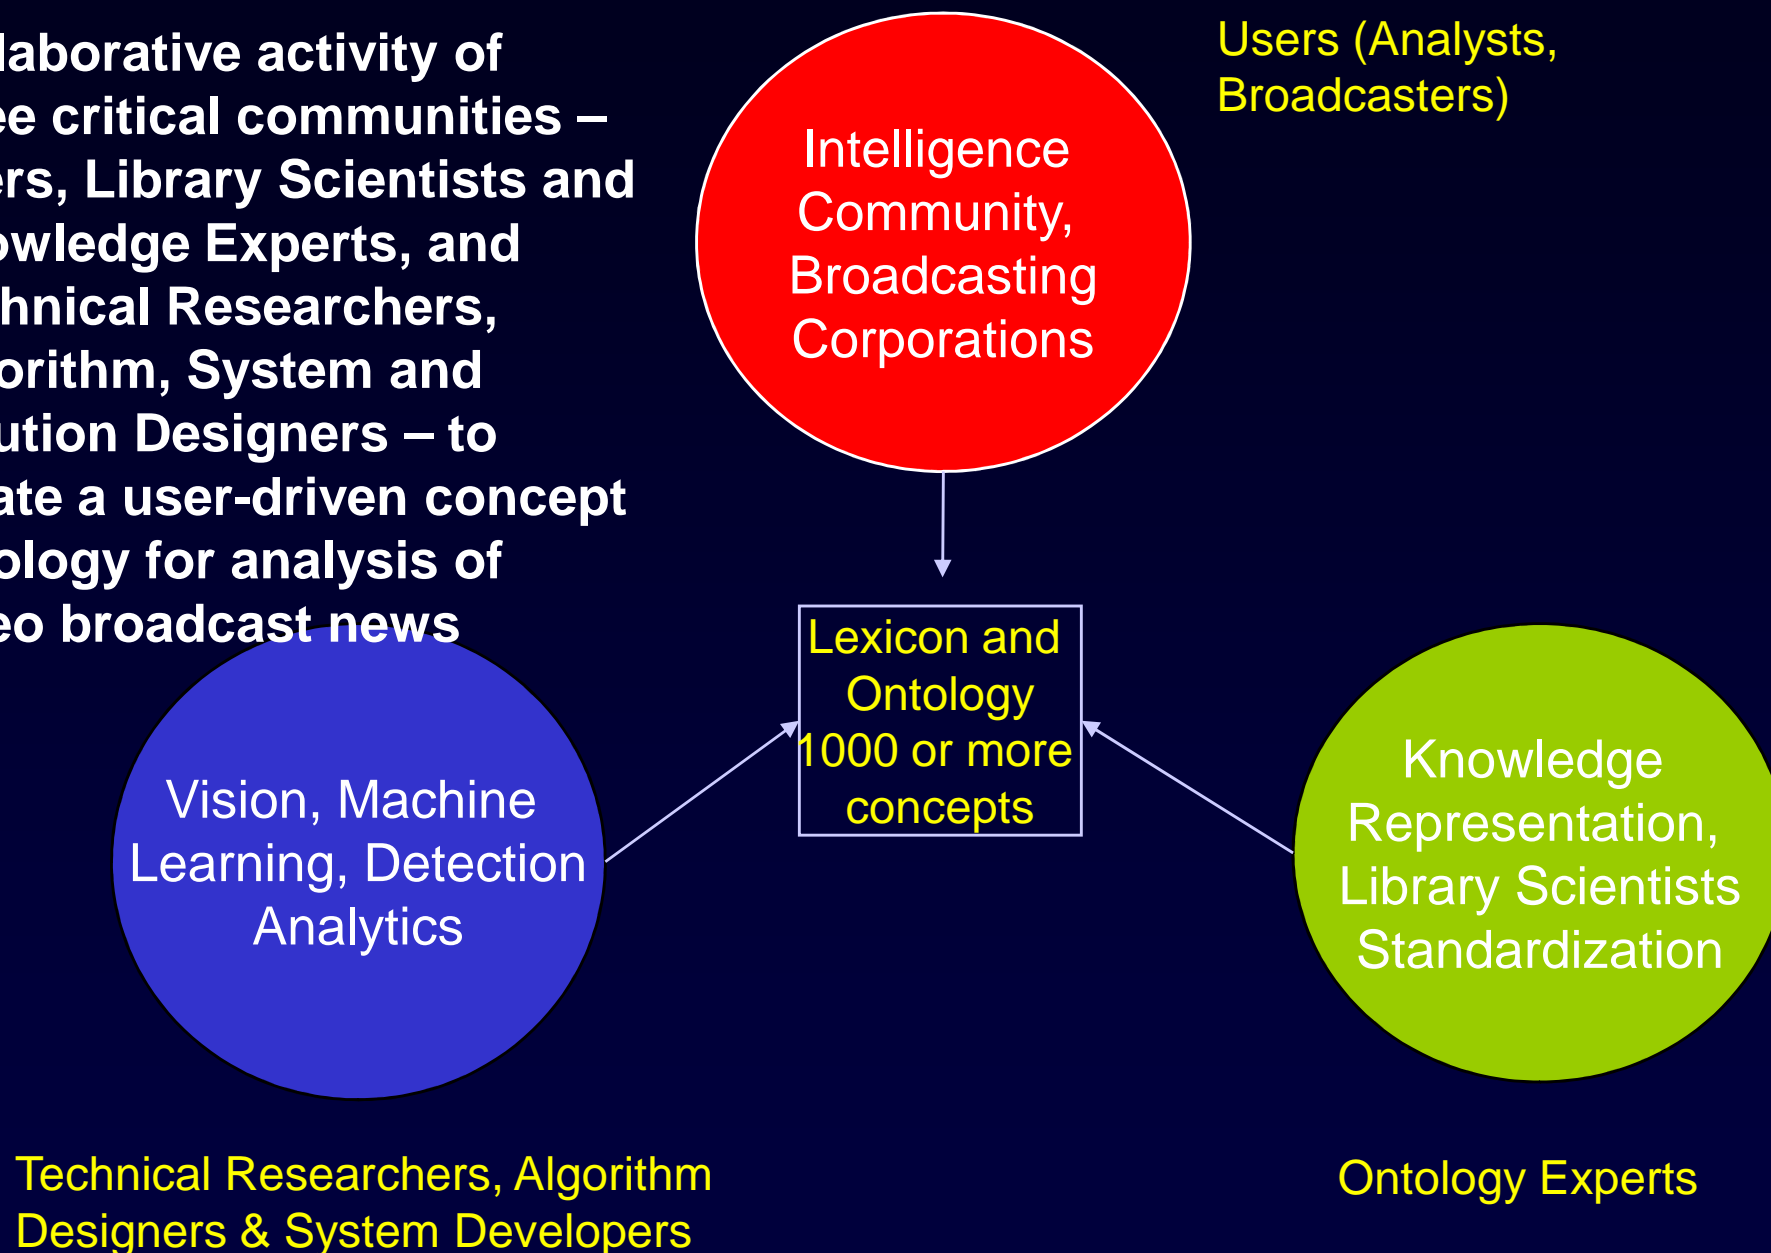 laborative activity of
ee critical communities –
ers, Library Scientists and
owledge Experts, and
chnical Researchers,
orithm, System and
ution Designers – to
ate a user-driven concept
ology for analysis of
eo broadcast news
Users (Analysts,
Broadcasters)
Intelligence
Community,
Broadcasting
Corporations
Lexicon and
Ontology
1000 or more
concepts
Vision, Machine
Learning, Detection
Analytics
Knowledge
Representation,
Library Scientists
Standardization
Technical Researchers, Algorithm
Designers & System Developers
Ontology Experts